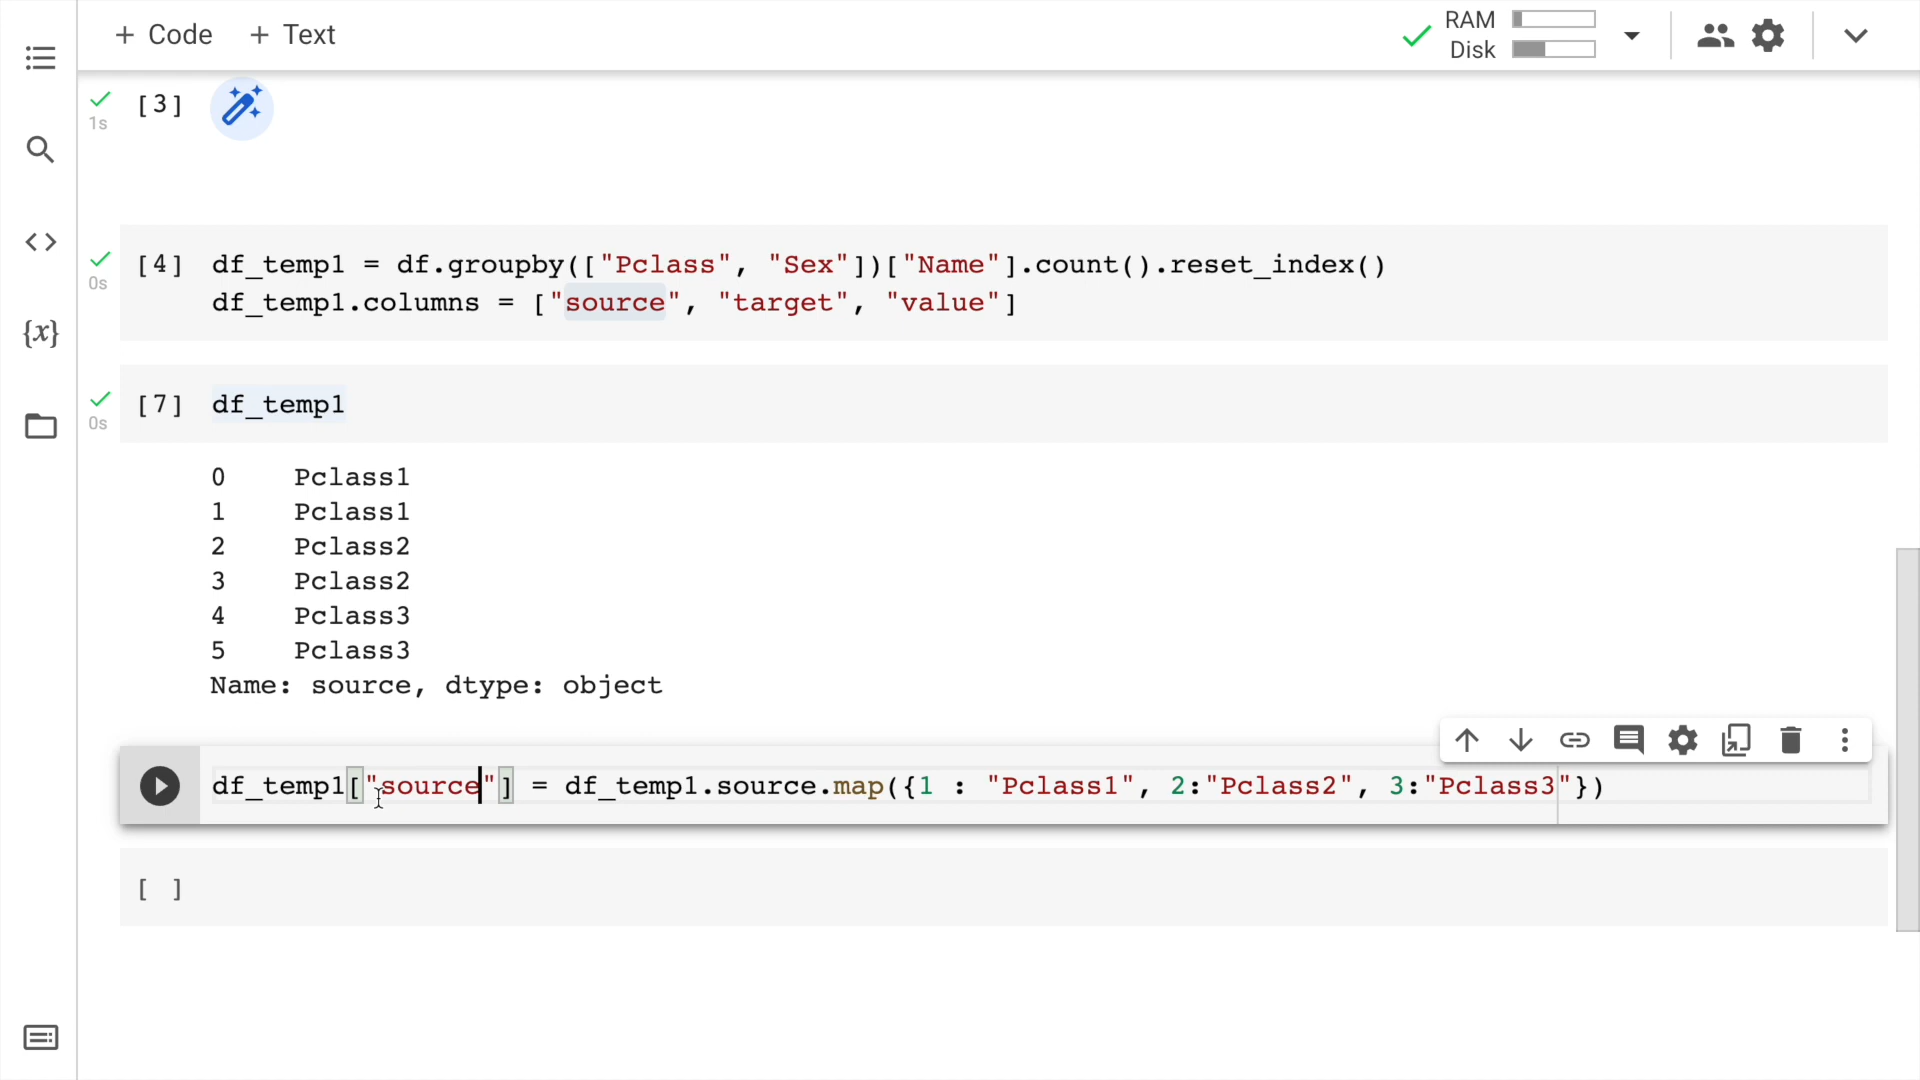 + Code + Text
RAM
Disk
1s
[3]
0s
[4] df_temp1 = df.groupby(["Pclass", "Sex"])["Name"].count().reset_index()
df_temp1.columns = ["source", "target", "value"]
{x}
0s
[7] df_temp1
0 Pclass1
1 Pclass1
2 Pclass2
3 Pclass2
4 Pclass3
5 Pclass3
Name: source, dtype: object
df_temp1["source"] = df_temp1.source.map({1 : "Pclass1", 2:"Pclass2", 3:"Pclass3"})
[ ]